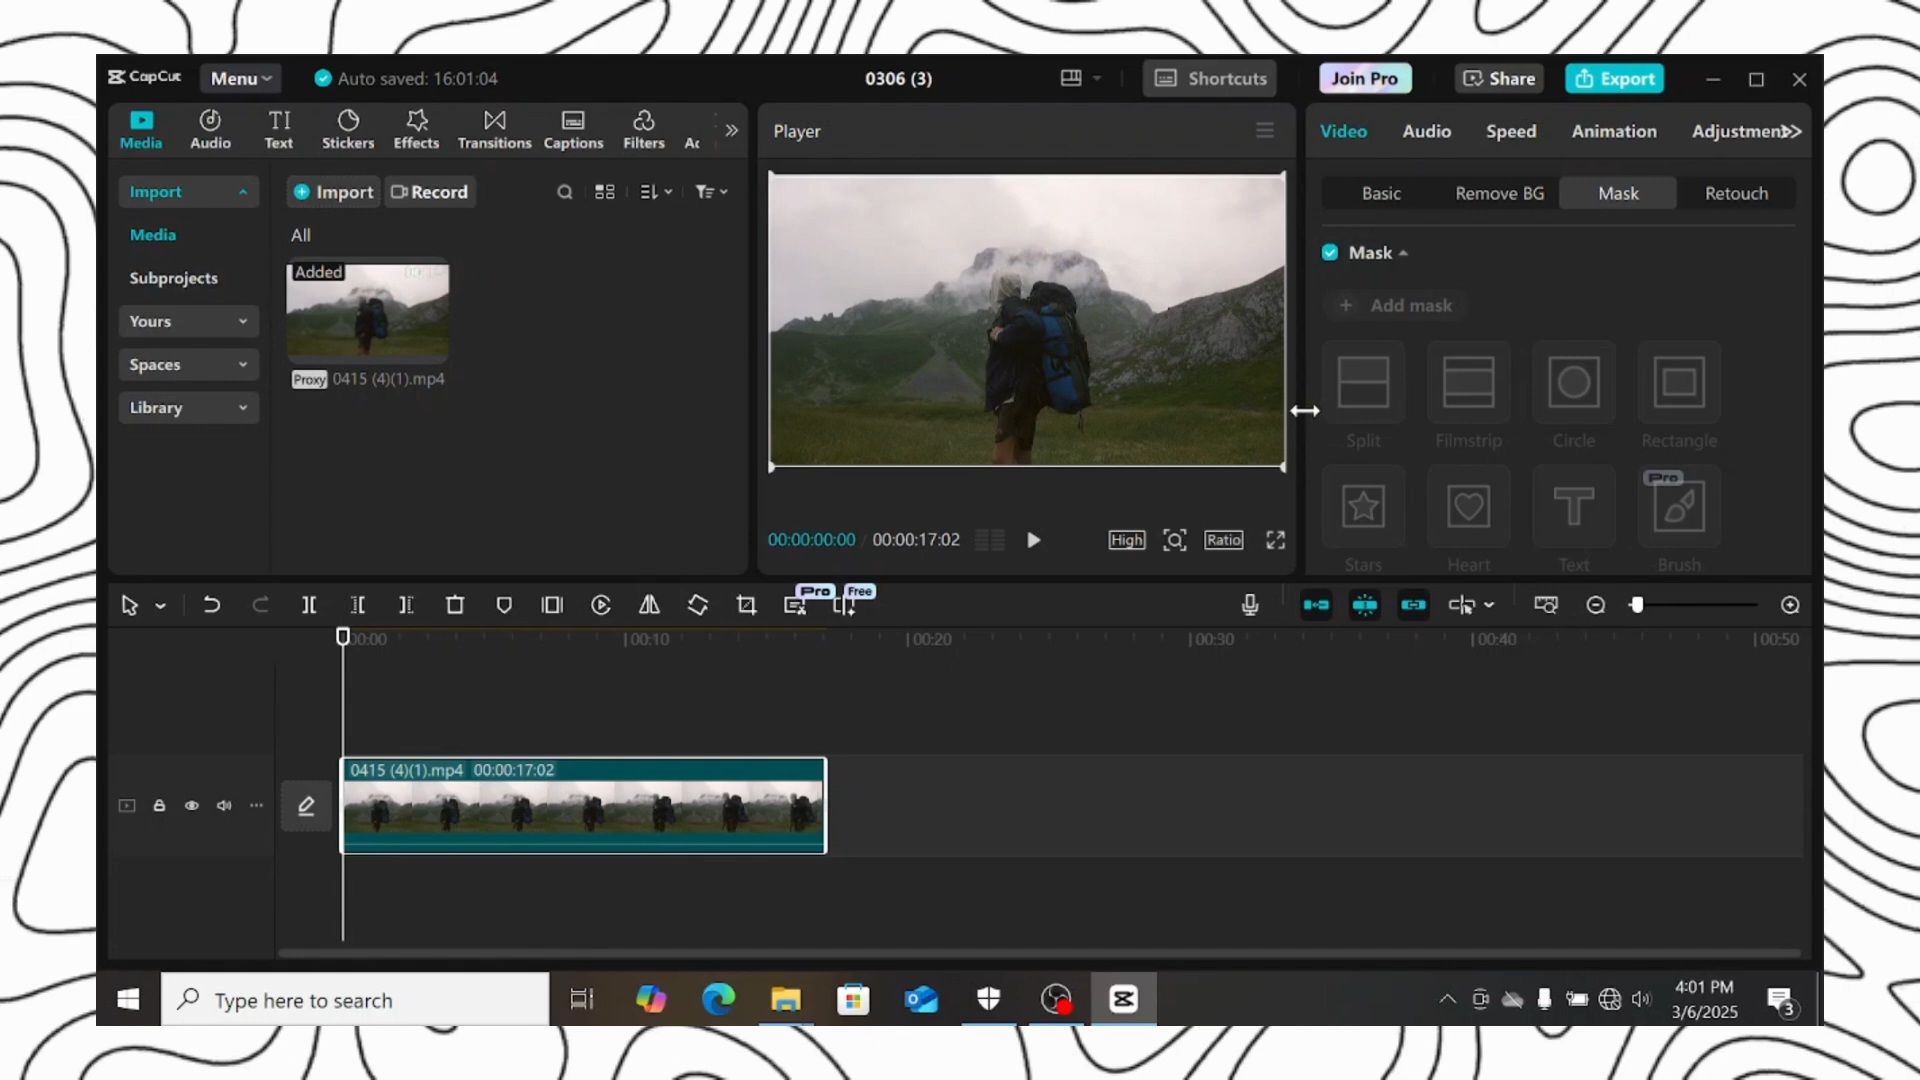 CapCut
Menu
Auto saved: 16:01:04
0306 (3)
Shortcuts
Join Pro
Share
Export
Media
Audio
Text
Stickers
Effects
Transitions
Captions
Filters
Player
Video
Audio
Speed
Animation
Adjustment
Import
Media
Subprojects
Yours
Spaces
Library
Import
Record
All
Added
Proxy
0415 (4)(1).mp4
Basic
Remove BG
Mask
Retouch
Mask
Add mask
Split
Filmstrip
Circle
Rectangle
Pro
Stars
Heart
Text
Brush
00:00:00:00 / 00:00:17:02
High
Ratio
Pro
Free
00:00
00:10
00:20
00:30
00:40
00:50
0415 (4)(1).mp4 00:00:17:02
Type here to search
4:01 PM
3/6/2025
3